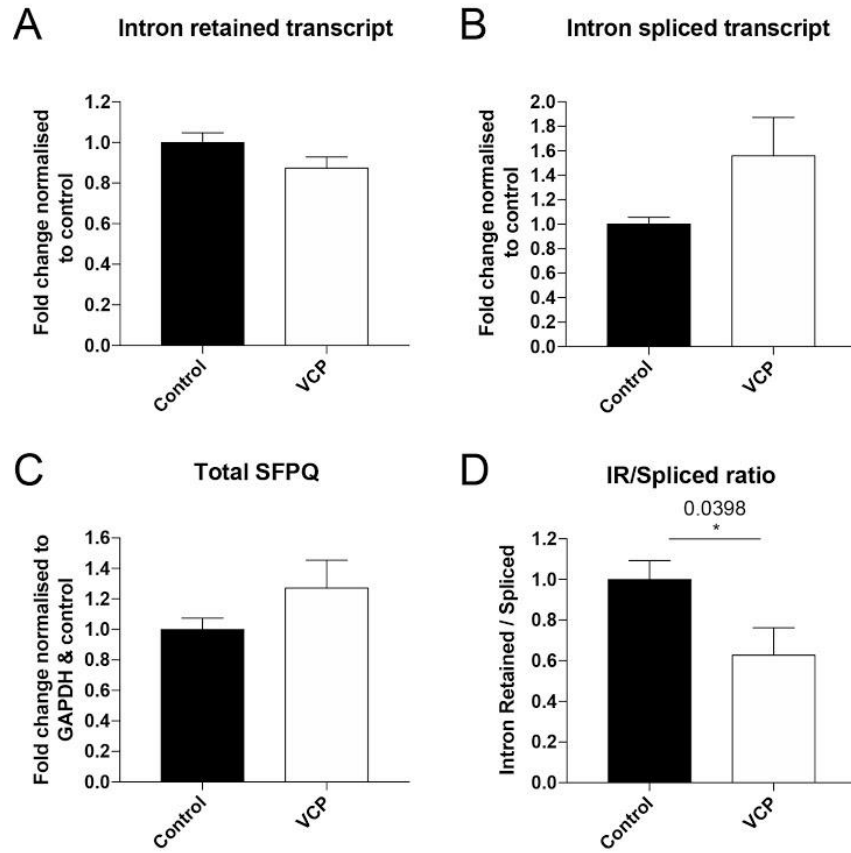 A
Intron retained transcript
Fold change normalised
to control
1.2
1.0
0.8
0.6
0.4
0.2
0.0
Control
VCP
B
Intron spliced transcript
Fold change normalised
to control
2.0
1.8
1.6
1.4
1.2
1.0
0.8
0.6
0.4
0.2
0.0
Control
VCP
C
Total SFPQ
Fold change normalised to
GAPDH & control
1.6
1.4
1.2
1.0
0.8
0.6
0.4
0.2
0.0
Control
VCP
D
IR/Spliced ratio
0.0398
*
Intron Retained / Spliced
1.2
1.0
0.8
0.6
0.4
0.2
0.0
Control
VCP